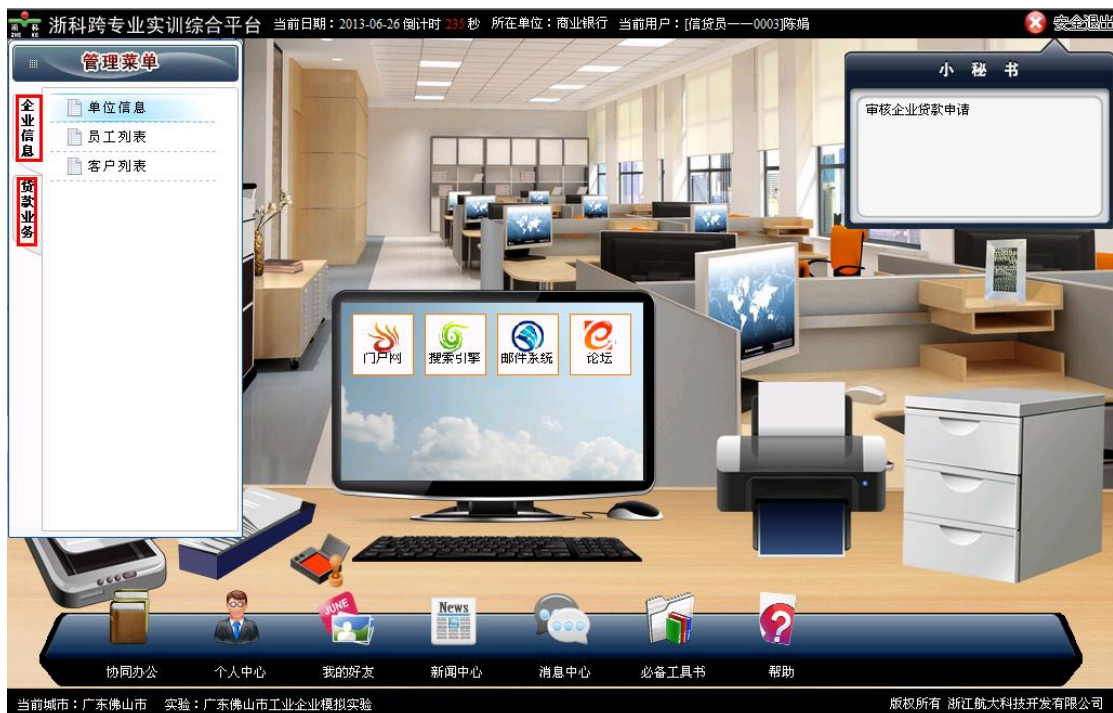 浙科 ZHE KE 浙科跨专业实训综合平台 当前日期：2013-06-26 倒计时 235 秒 所在单位：商业银行 当前用户：[信贷员——0003]陈娟 安全退出
管理菜单
企业信息
贷款业务
单位信息
员工列表
客户列表
小秘书
审核企业贷款申请
门户网 搜索引擎 邮件系统 论坛
JUNE
News
协同办公 个人中心 我的好友 新闻中心 消息中心 必备工具书 帮助
当前城市：广东佛山市 实验：广东佛山市工业企业模拟实验 版权所有 浙江航大科技开发有限公司